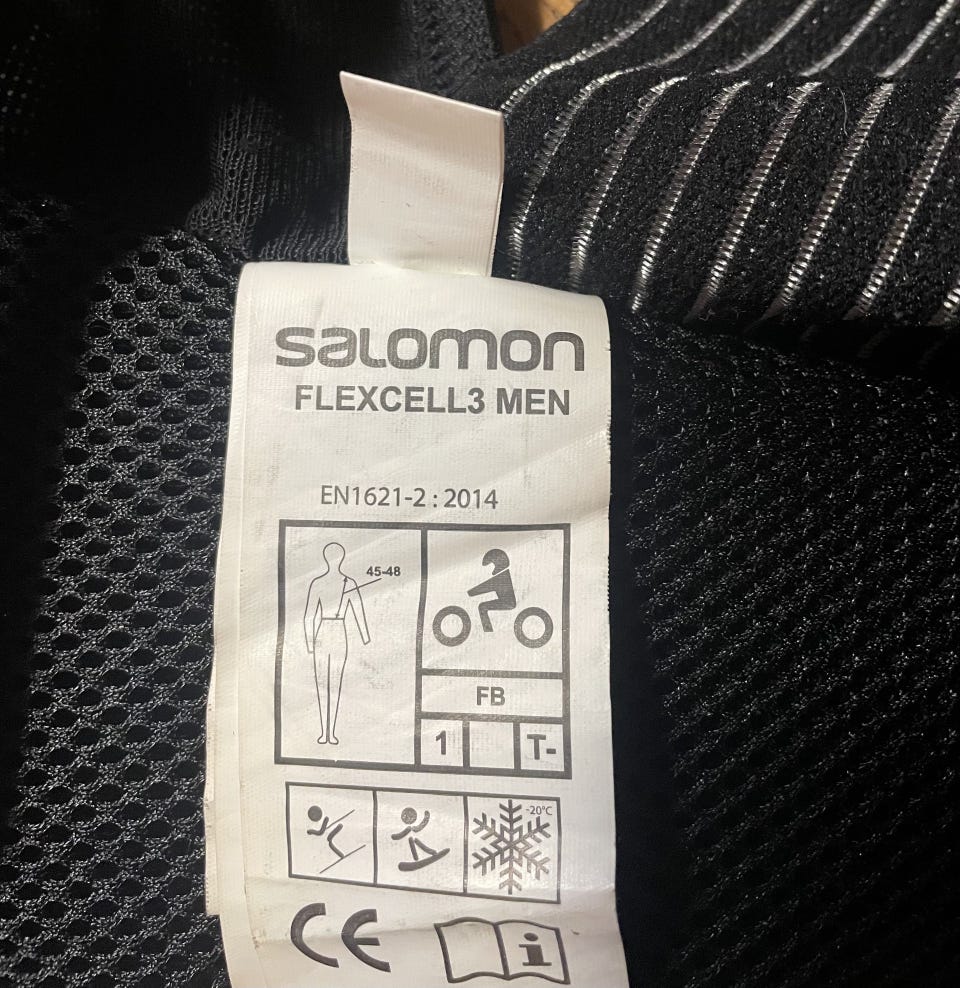 salomon
FLEXCELL3 MEN
EN1621-2 : 2014
45-48
FB
1 T-
-20°C
CE
i